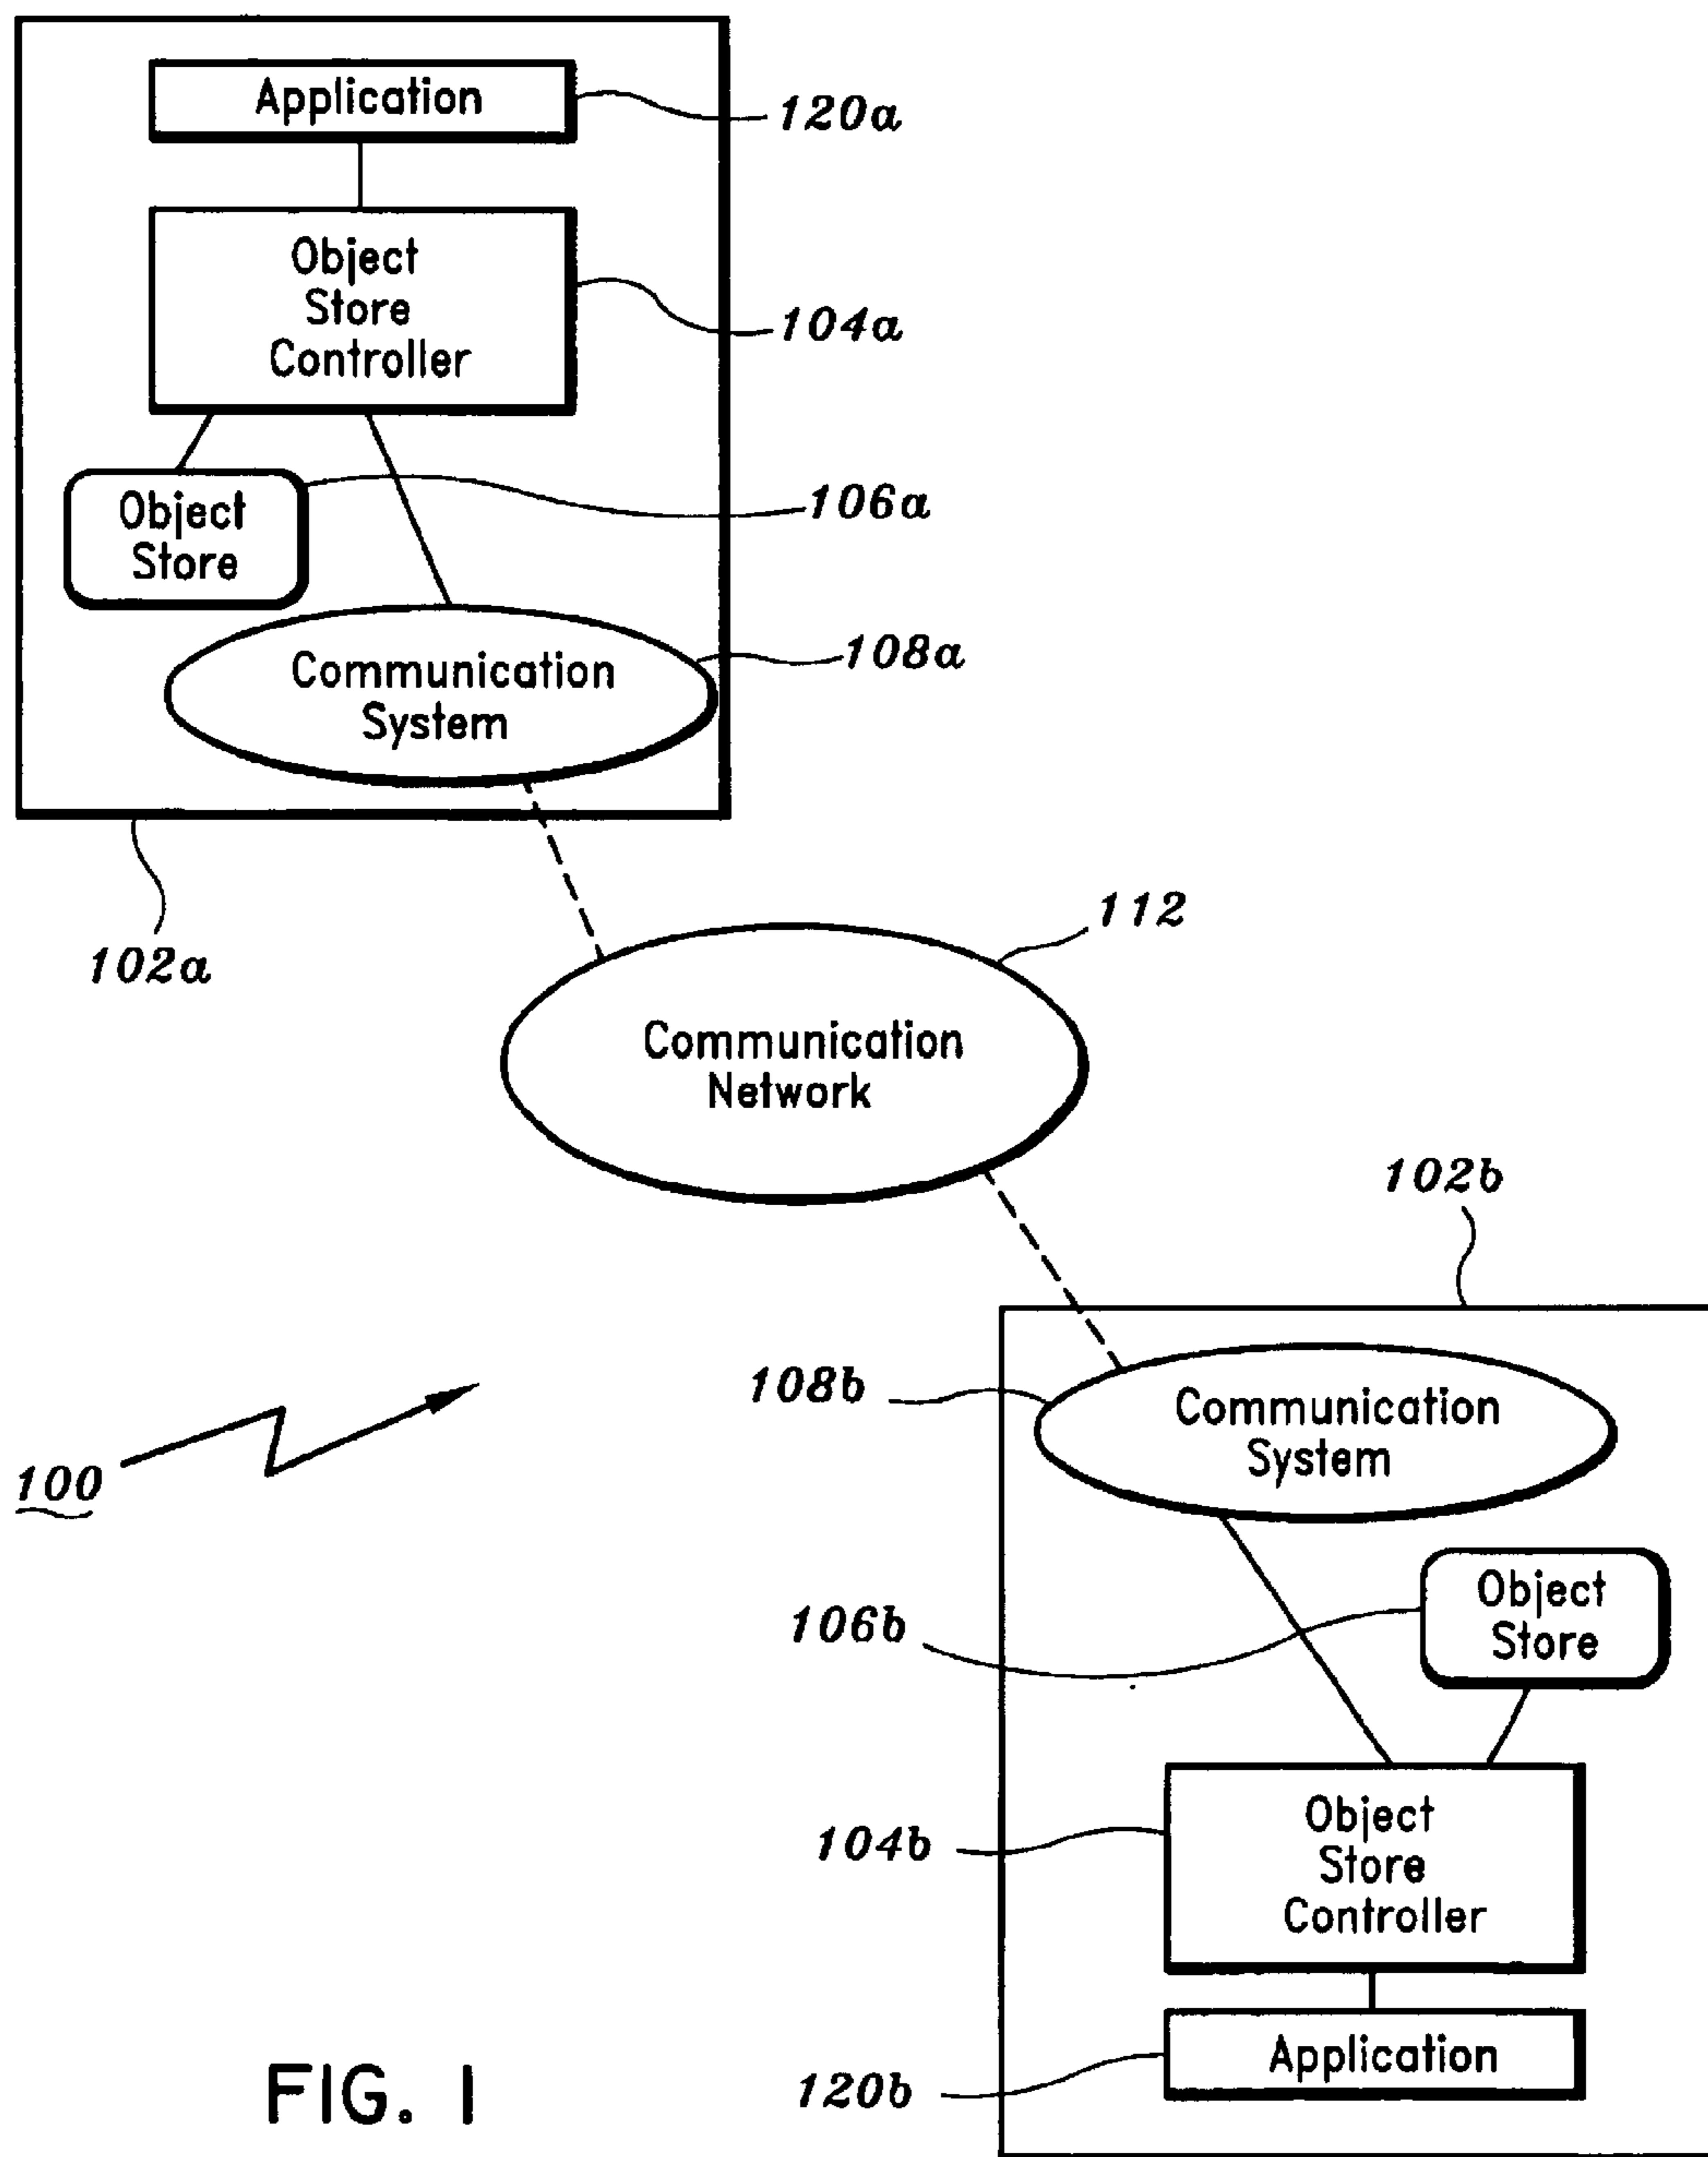 Application
120a
Object
Store
Controller
104a
106a
Object
Store
108a
Communication
System
102a
112
Communication
Network
102b
108b
Communication
System
100
Object
Store
106b
Object
Store
Controller
104b
Application
120b
FIG. 1